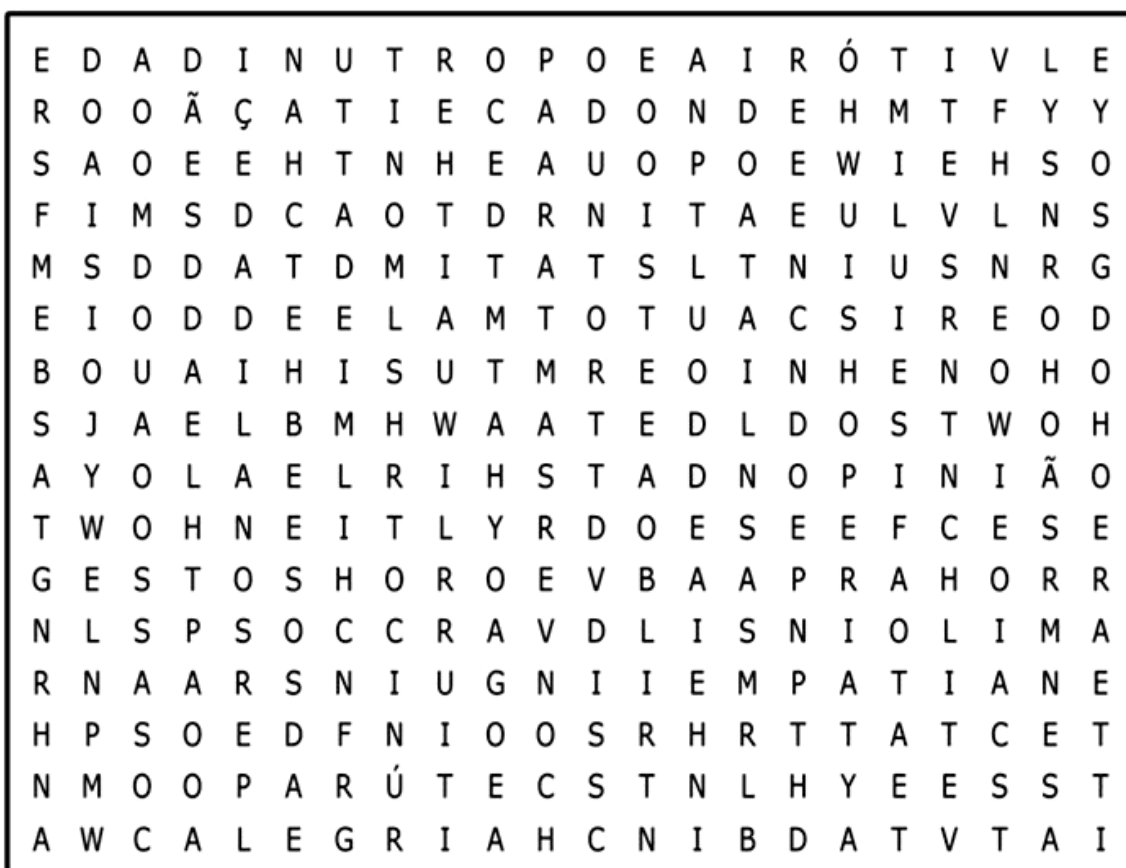 E D A D I N U T R O P O E A I R Ó T I V L E
R O O Ã Ç A T I E C A D O N D E H M T F Y Y
S A O E E H T N H E A U O P O E W I E H S O
F I M S D C A O T D R N I T A E U L V L N S
M S D D A T D M I T A T S L T N I U S N R G
E I O D D E E L A M T O T U A C S I R E O D
B O U A I H I S U T M R E O I N H E N O H O
S J A E L B M H W A A T E D L D O S T W O H
A Y O L A E L R I H S T A D N O P I N I Ã O
T W O H N E I T L Y R D O E S E E F C E S E
G E S T O S H O R O E V B A A P R A H O R R
N L S P S O C C R A V D L I S N I O L I M A
R N A A R S N I U G N I I E M P A T I A N E
H P S O E D F N I O O S R H R T T A T C E T
N M O O P A R Ú T E C S T N L H Y E E S S T
A W C A L E G R I A H C N I B D A T V T A I